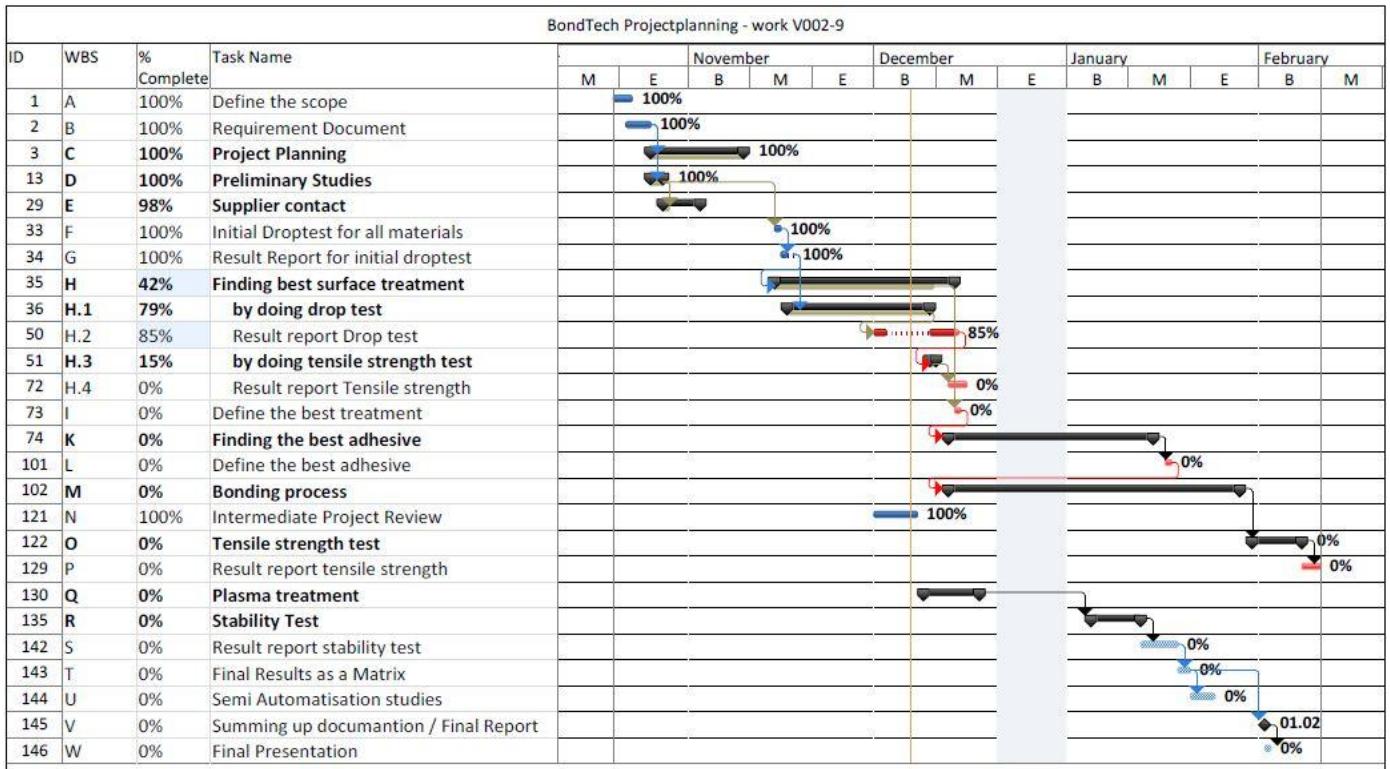 BondTech Projectplanning - work V002-9
ID WBS % Complete Task Name November December January February
M E B M E B M E B M E B M
1 A 100% Define the scope 100%
2 B 100% Requirement Document 100%
3 C 100% Project Planning 100%
13 D 100% Preliminary Studies 100%
29 E 98% Supplier contact
33 F 100% Initial Droptest for all materials 100%
34 G 100% Result Report for initial droptest 100%
35 H 42% Finding best surface treatment
36 H.1 79% by doing drop test
50 H.2 85% Result report Drop test 85%
51 H.3 15% by doing tensile strength test
72 H.4 0% Result report Tensile strength 0%
73 I 0% Define the best treatment 0%
74 K 0% Finding the best adhesive
101 L 0% Define the best adhesive 0%
102 M 0% Bonding process
121 N 100% Intermediate Project Review 100%
122 O 0% Tensile strength test 0%
129 P 0% Result report tensile strength 0%
130 Q 0% Plasma treatment
135 R 0% Stability Test
142 S 0% Result report stability test 0%
143 T 0% Final Results as a Matrix 0%
144 U 0% Semi Automatisation studies 0%
145 V 0% Summing up documantion / Final Report 01.02
146 W 0% Final Presentation 0%